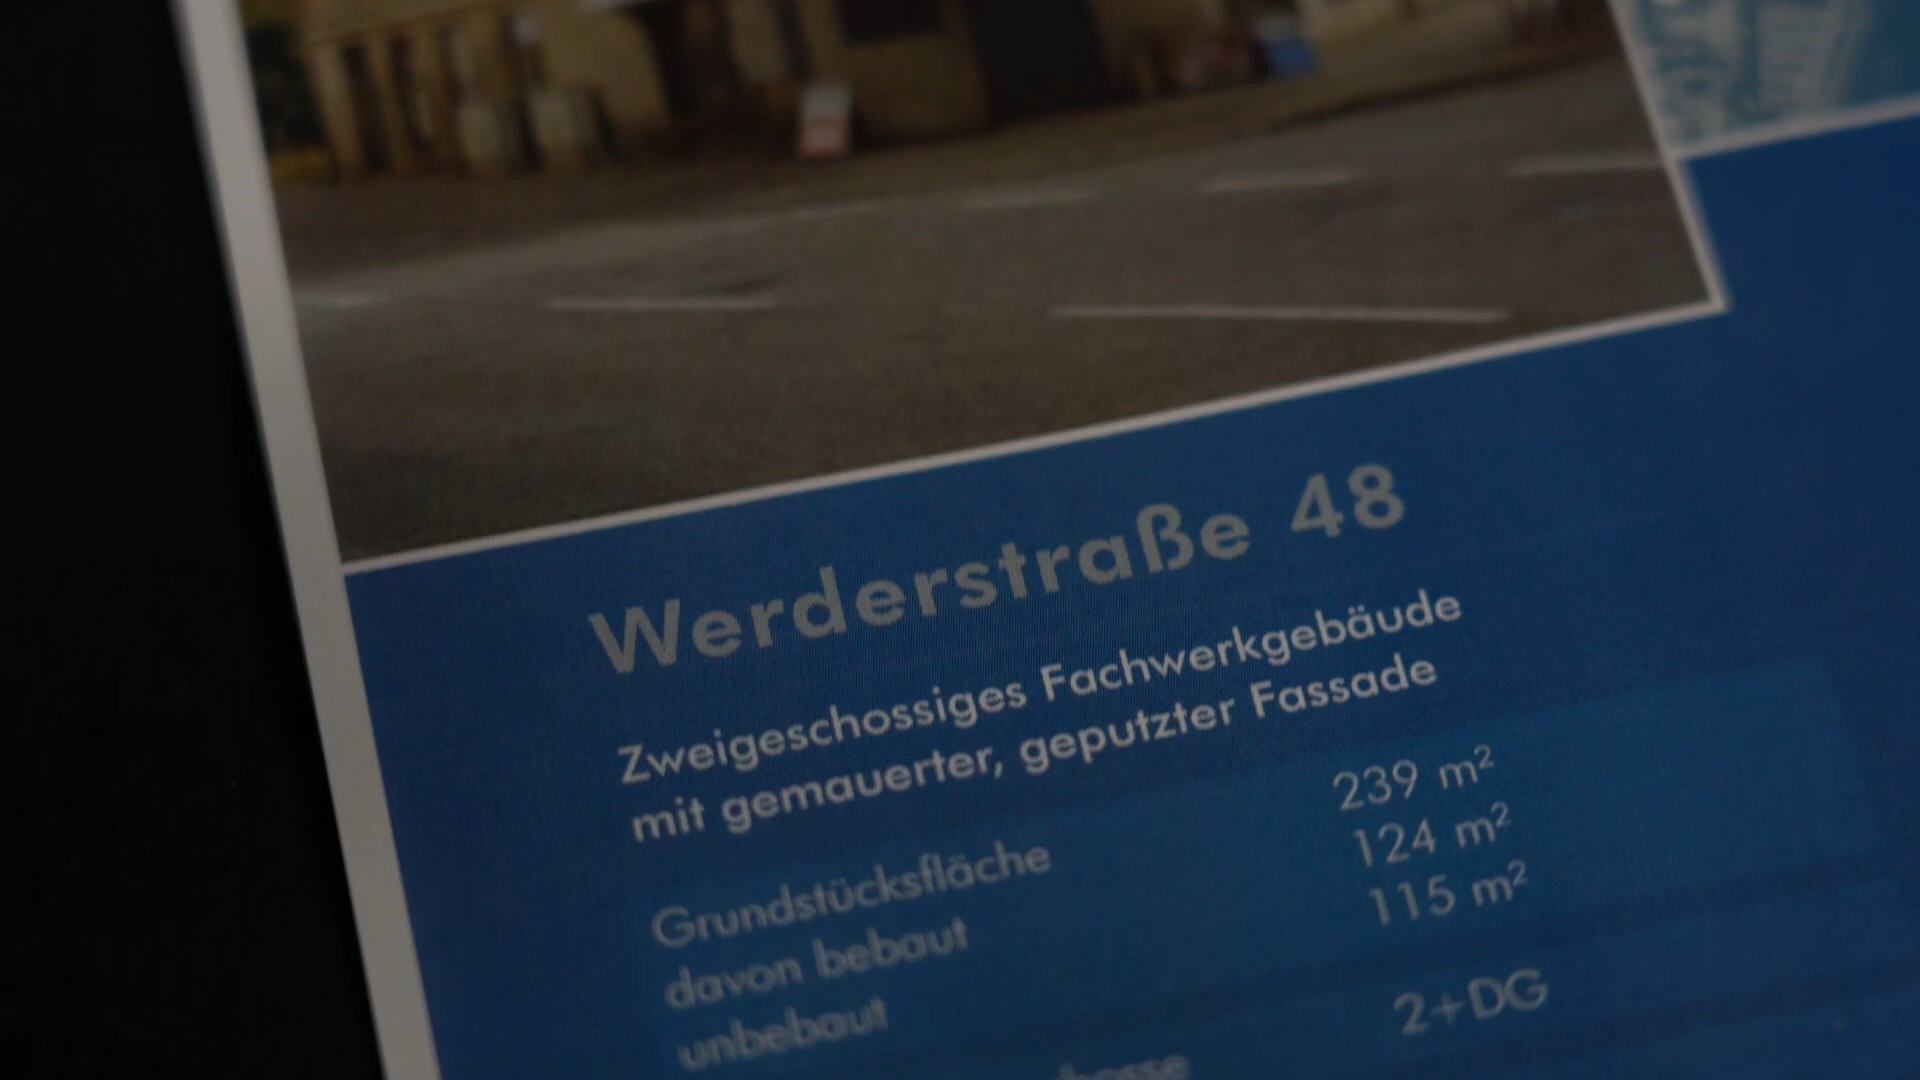 Werderstraße 48
Zweigeschossiges Fachwerkgebäude
mit gemauerter, geputzter Fassade
Grundstücksfläche 239 m²
davon bebaut 124 m²
unbebaut 115 m²
2+DG